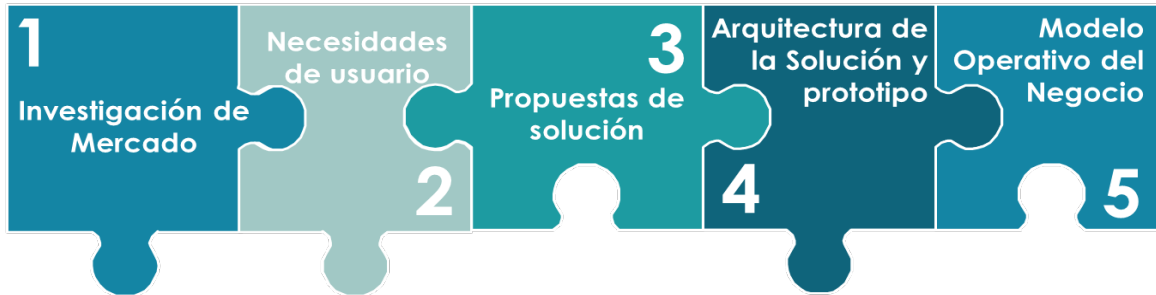 1
Investigación de
Mercado
Necesidades
de usuario
2
3
Propuestas de
solución
Arquitectura de
la Solución y
prototipo
4
Modelo
Operativo del
Negocio
5